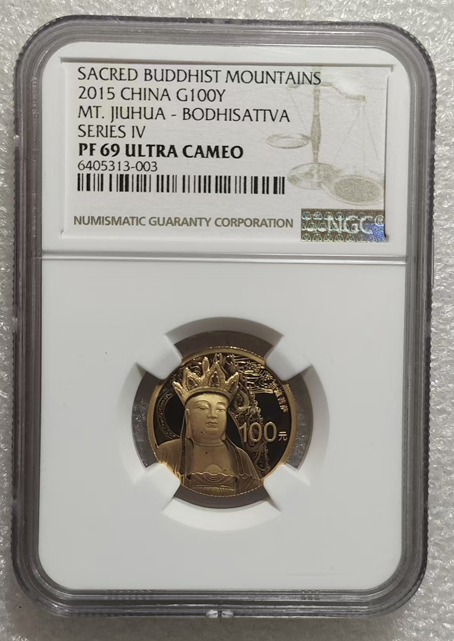 SACRED BUDDHIST MOUNTAINS
2015 CHINA G100Y
MT. JIUHUA - BODHISATTVA
SERIES IV
PF 69 ULTRA CAMEO
6405313-003
NUMISMATIC GUARANTY CORPORATION
NGC
100元